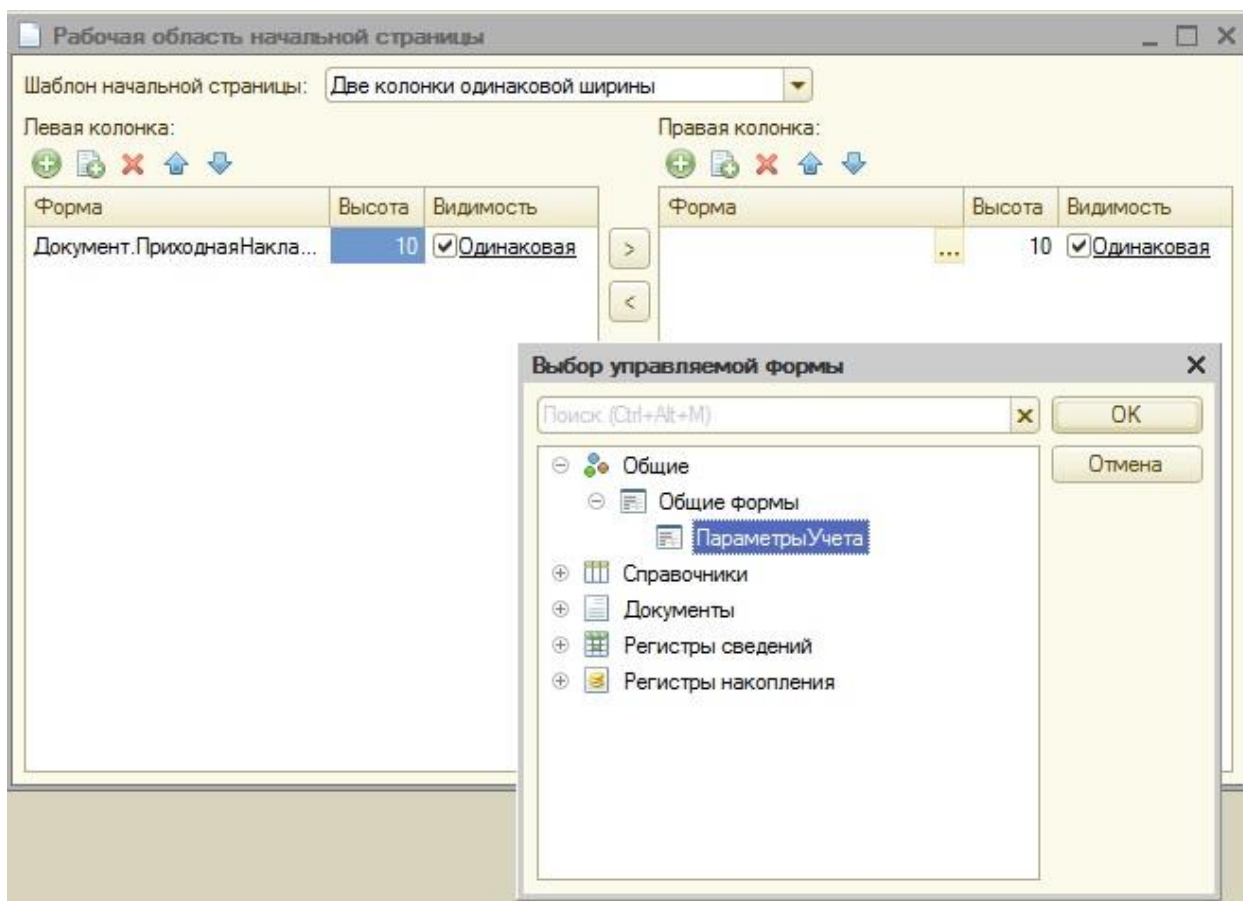 Рабочая область начальной страницы
Шаблон начальной страницы: Две колонки одинаковой ширины
Левая колонка:
Правая колонка:
Форма Высота Видимость
Форма Высота Видимость
Документ.ПриходнаяНакла... 10 Одинаковая
> ... 10 Одинаковая
<
Выбор управляемой формы
Поиск (Ctrl+Alt+M)
OK
Общие
Отмена
Общие формы
ПараметрыУчета
Справочники
Документы
Регистры сведений
Регистры накопления